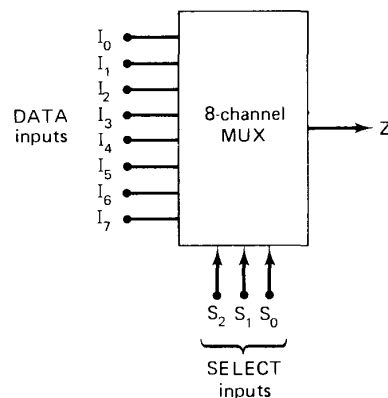 I₀
I₁
I₂
I₃
I₄
I₅
I₆
I₇
DATA
inputs
8-channel
MUX
Z
S₂ S₁ S₀
SELECT
inputs